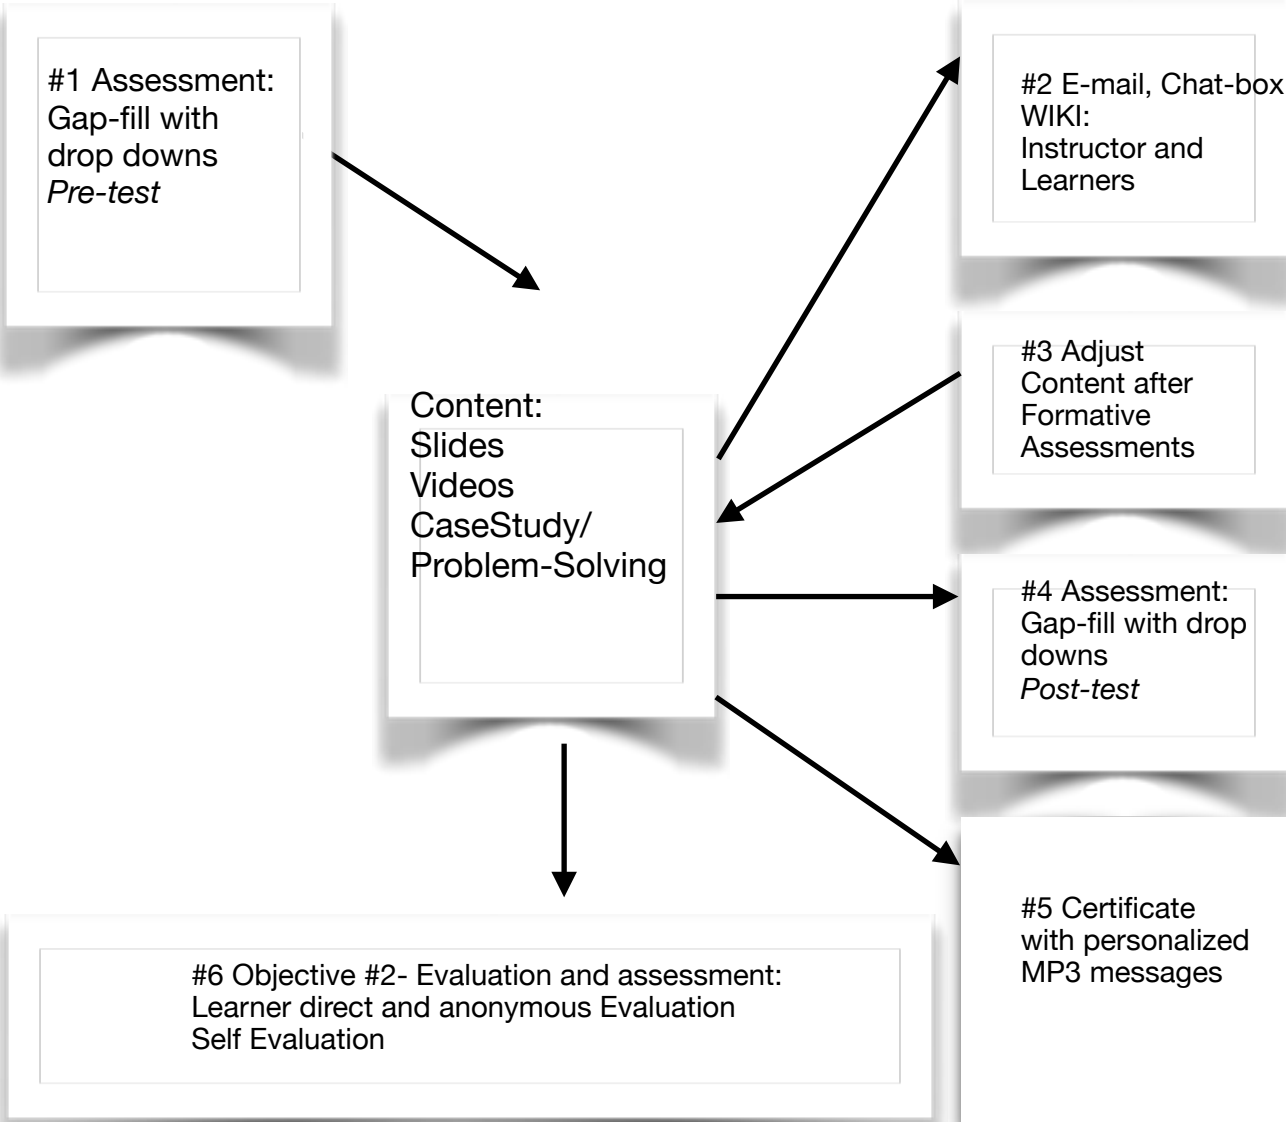 #1 Assessment:
Gap-fill with
drop downs
Pre-test
#2 E-mail, Chat-box
WIKI:
Instructor and
Learners
#3 Adjust
Content after
Formative
Assessments
Content:
Slides
Videos
CaseStudy/
Problem-Solving
#4 Assessment:
Gap-fill with drop
downs
Post-test
#5 Certificate
with personalized
MP3 messages
#6 Objective #2- Evaluation and assessment:
Learner direct and anonymous Evaluation
Self Evaluation